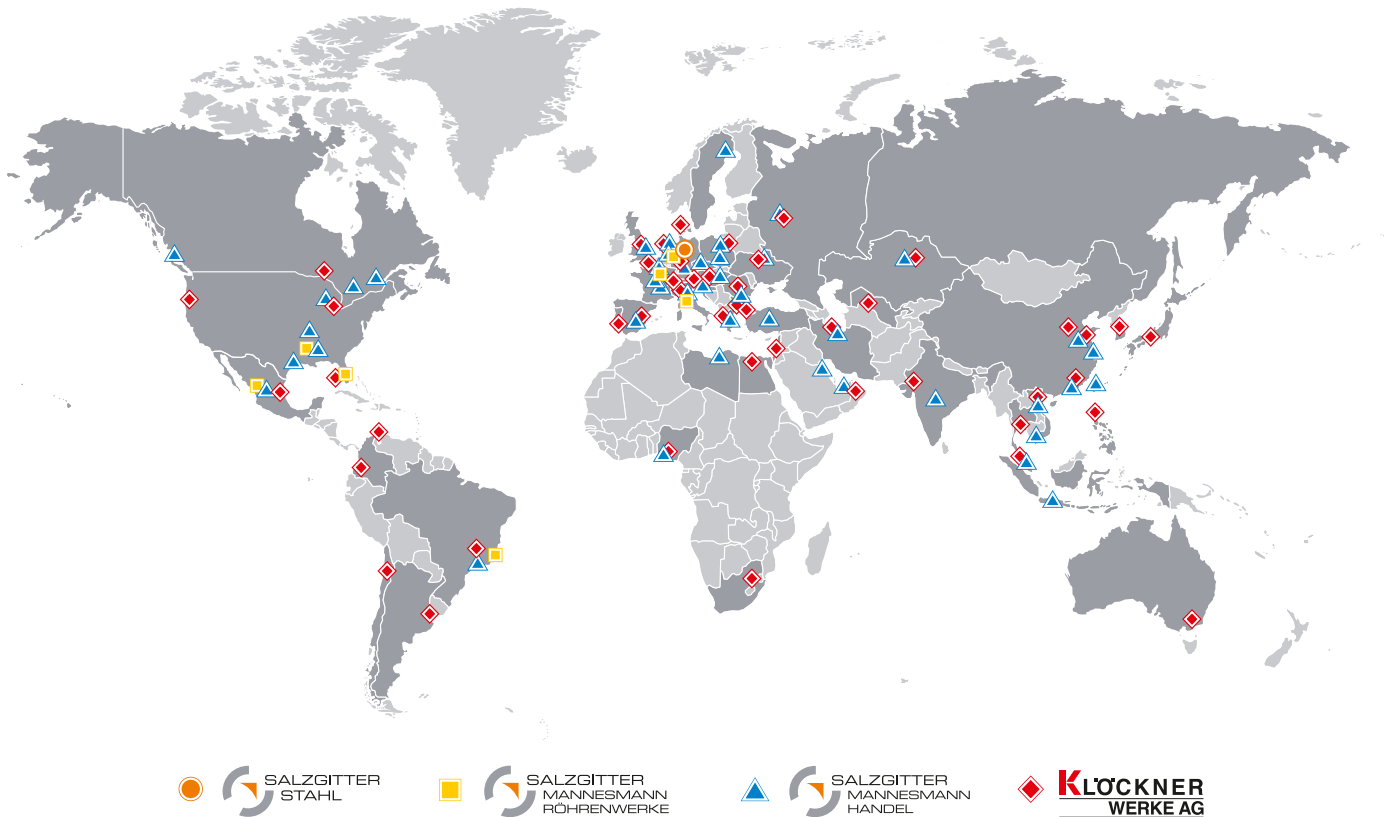 SALZGITTER
STAHL
SALZGITTER
MANNESMANN
RÖHRENWERKE
SALZGITTER
MANNESMANN
HANDEL
KLÖCKNER
WERKE AG